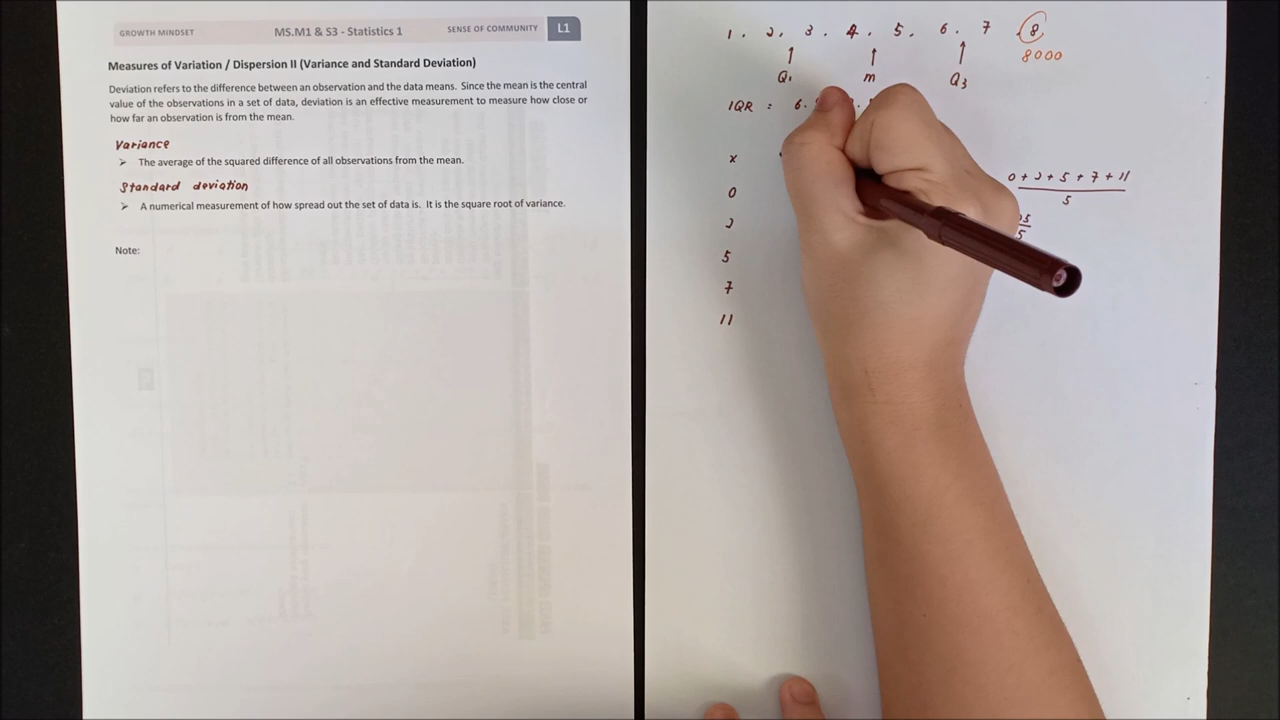 GROWTH MINDSET MS.M1 & S3 - Statistics 1 SENSE OF COMMUNITY L1
Measures of Variation / Dispersion II (Variance and Standard Deviation)
Deviation refers to the difference between an observation and the data means. Since the mean is the central
value of the observations in a set of data, deviation is an effective measurement to measure how close or
how far an observation is from the mean.
Variance
➤ The average of the squared difference of all observations from the mean.
Standard deviation
➤ A numerical measurement of how spread out the set of data is. It is the square root of variance.
Note:
1. 2. 3. 4. 5. 6. 7 8
8000
Q1 m Q3
IQR = 6.
x
0
2
5
7
11
0 + 2 + 5 + 7 + 11
5